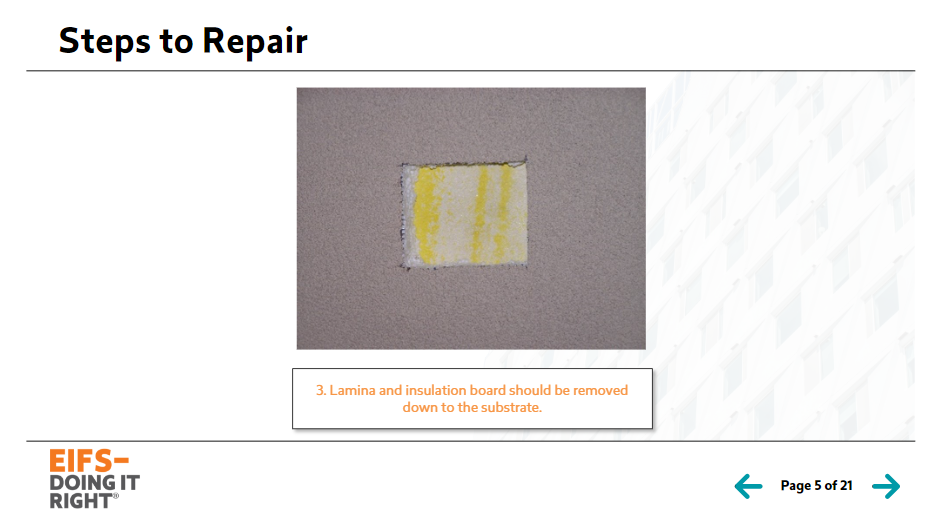 Steps to Repair
3. Lamina and insulation board should be removed
down to the substrate.
EIFS–
DOING IT
RIGHT®
Page 5 of 21